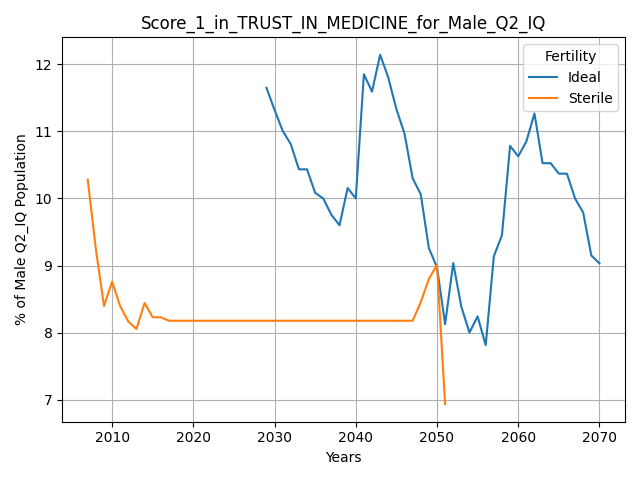 Score_1_in_TRUST_IN_MEDICINE_for_Male_Q2_IQ
Fertility
Ideal
Sterile
% of Male Q2_IQ Population
12
11
10
9
8
7
2010 2020 2030 2040 2050 2060 2070
Years